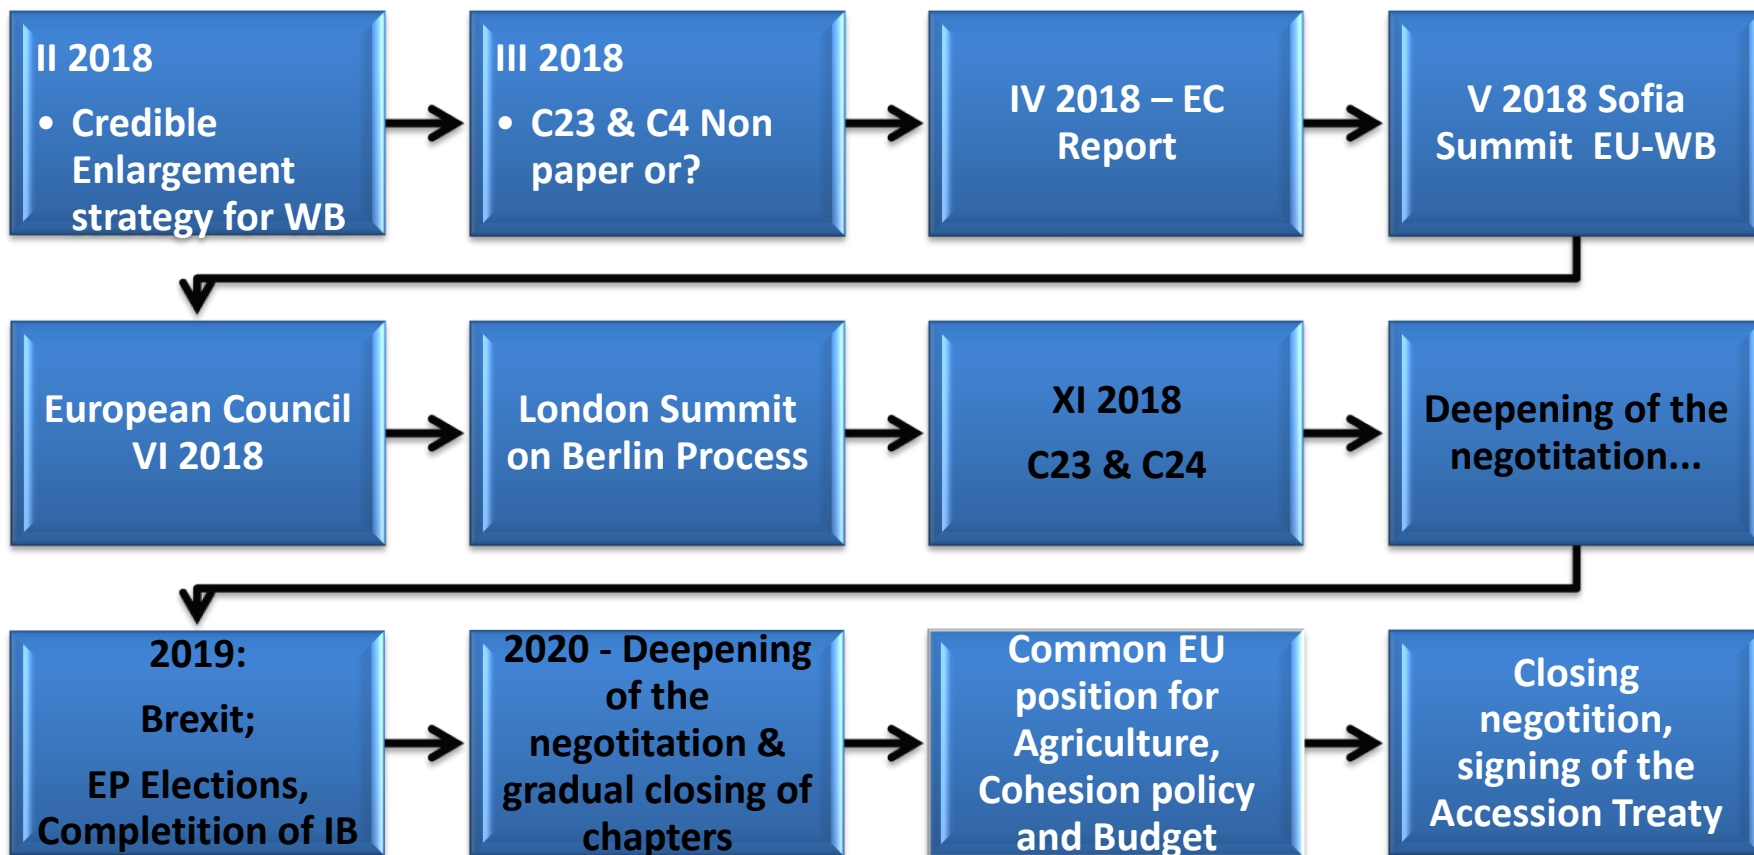 II 2018
• Credible
Enlargement
strategy for WB
III 2018
• C23 & C4 Non
paper or?
IV 2018 – EC
Report
V 2018 Sofia
Summit EU-WB
European Council
VI 2018
London Summit
on Berlin Process
XI 2018
C23 & C24
Deepening of the
negotitation...
2019:
Brexit;
EP Elections,
Completition of IB
2020 - Deepening
of the
negotitation &
gradual closing of
chapters
Common EU
position for
Agriculture,
Cohesion policy
and Budget
Closing
negotition,
signing of the
Accession Treaty